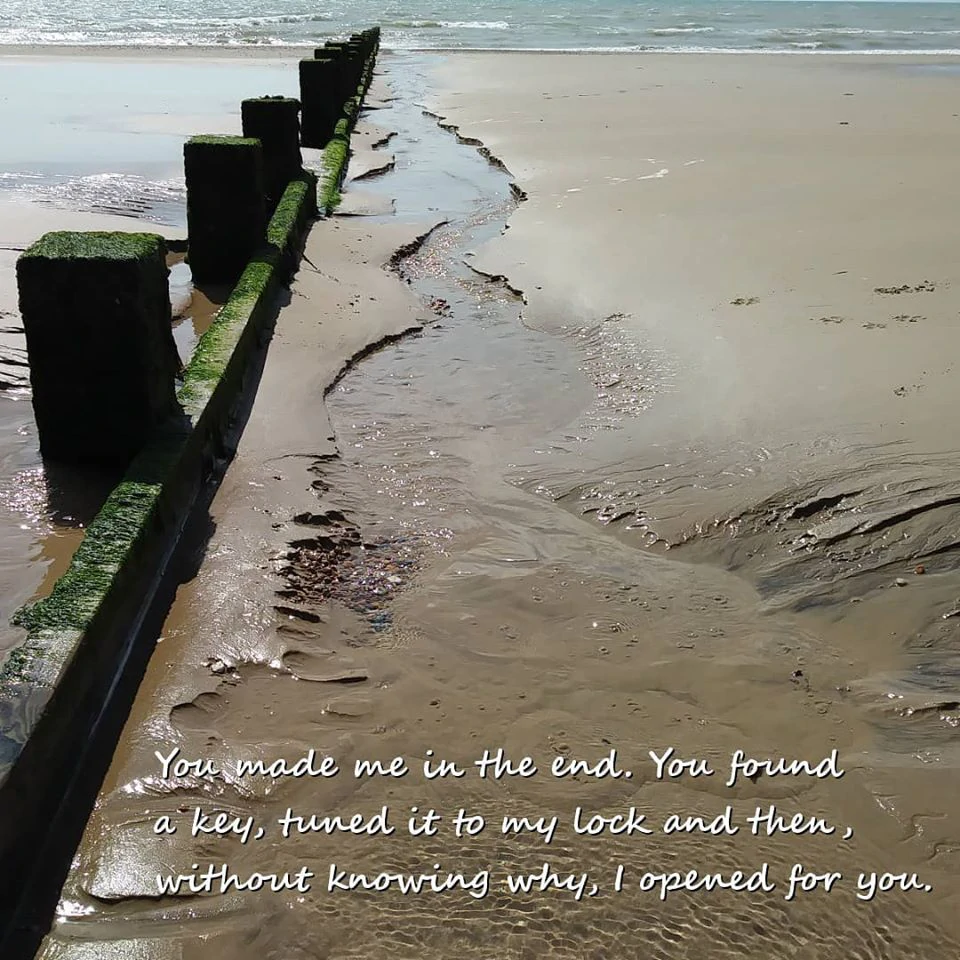 You made me in the end. You found
a key, tuned it to my lock and then,
without knowing why, I opened for you.